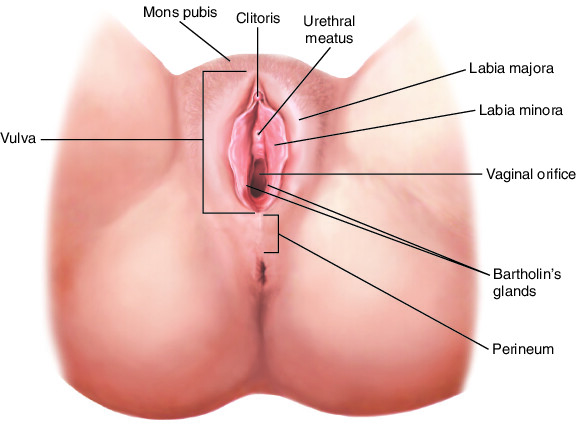 Mons pubis
Clitoris
Urethral
meatus
Labia majora
Labia minora
Vulva
Vaginal orifice
Bartholin's
glands
Perineum